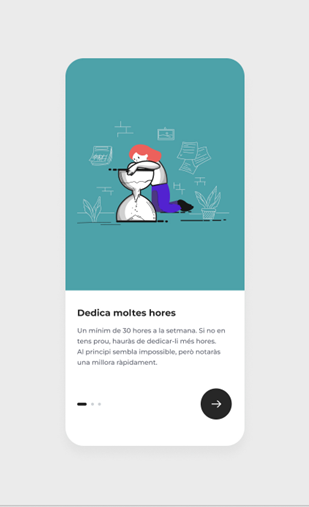 Dedica moltes hores
Un mínim de 30 hores a la setmana. Si no en
tens prou, hauràs de dedicar-li més hores.
Al principi sembla impossible, però notaràs
una millora ràpidament.